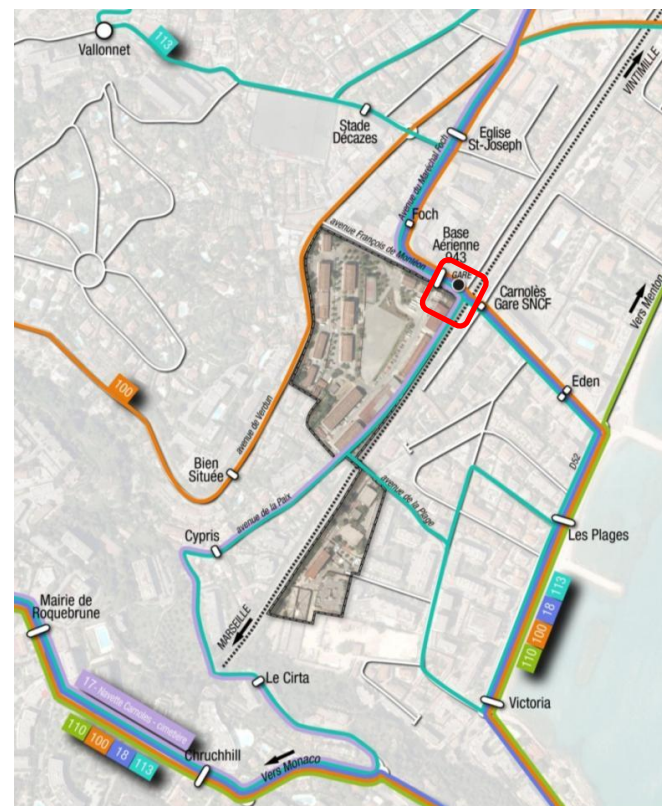 113
Vallonnet
VINTIMILLE
Stade
Décazes
Eglise
St-Joseph
Avenue du Maréchal Foch
Foch
avenue François de Monléon
Base
Aérienne
943
GARE
Carnolès
Gare SNCF
Vers Menton
Eden
100
avenue de Verdun
Bien
Située
D52
avenue de la Plage
avenue de la Paix
Cypris
Les Plages
Mairie de
Roquebrune
MARSEILLE
110 100 18 113
Le Cirta
17 - Navette Carnoles - cimetière
Victoria
110 100 18 113
Chruchhill
Vers Monaco